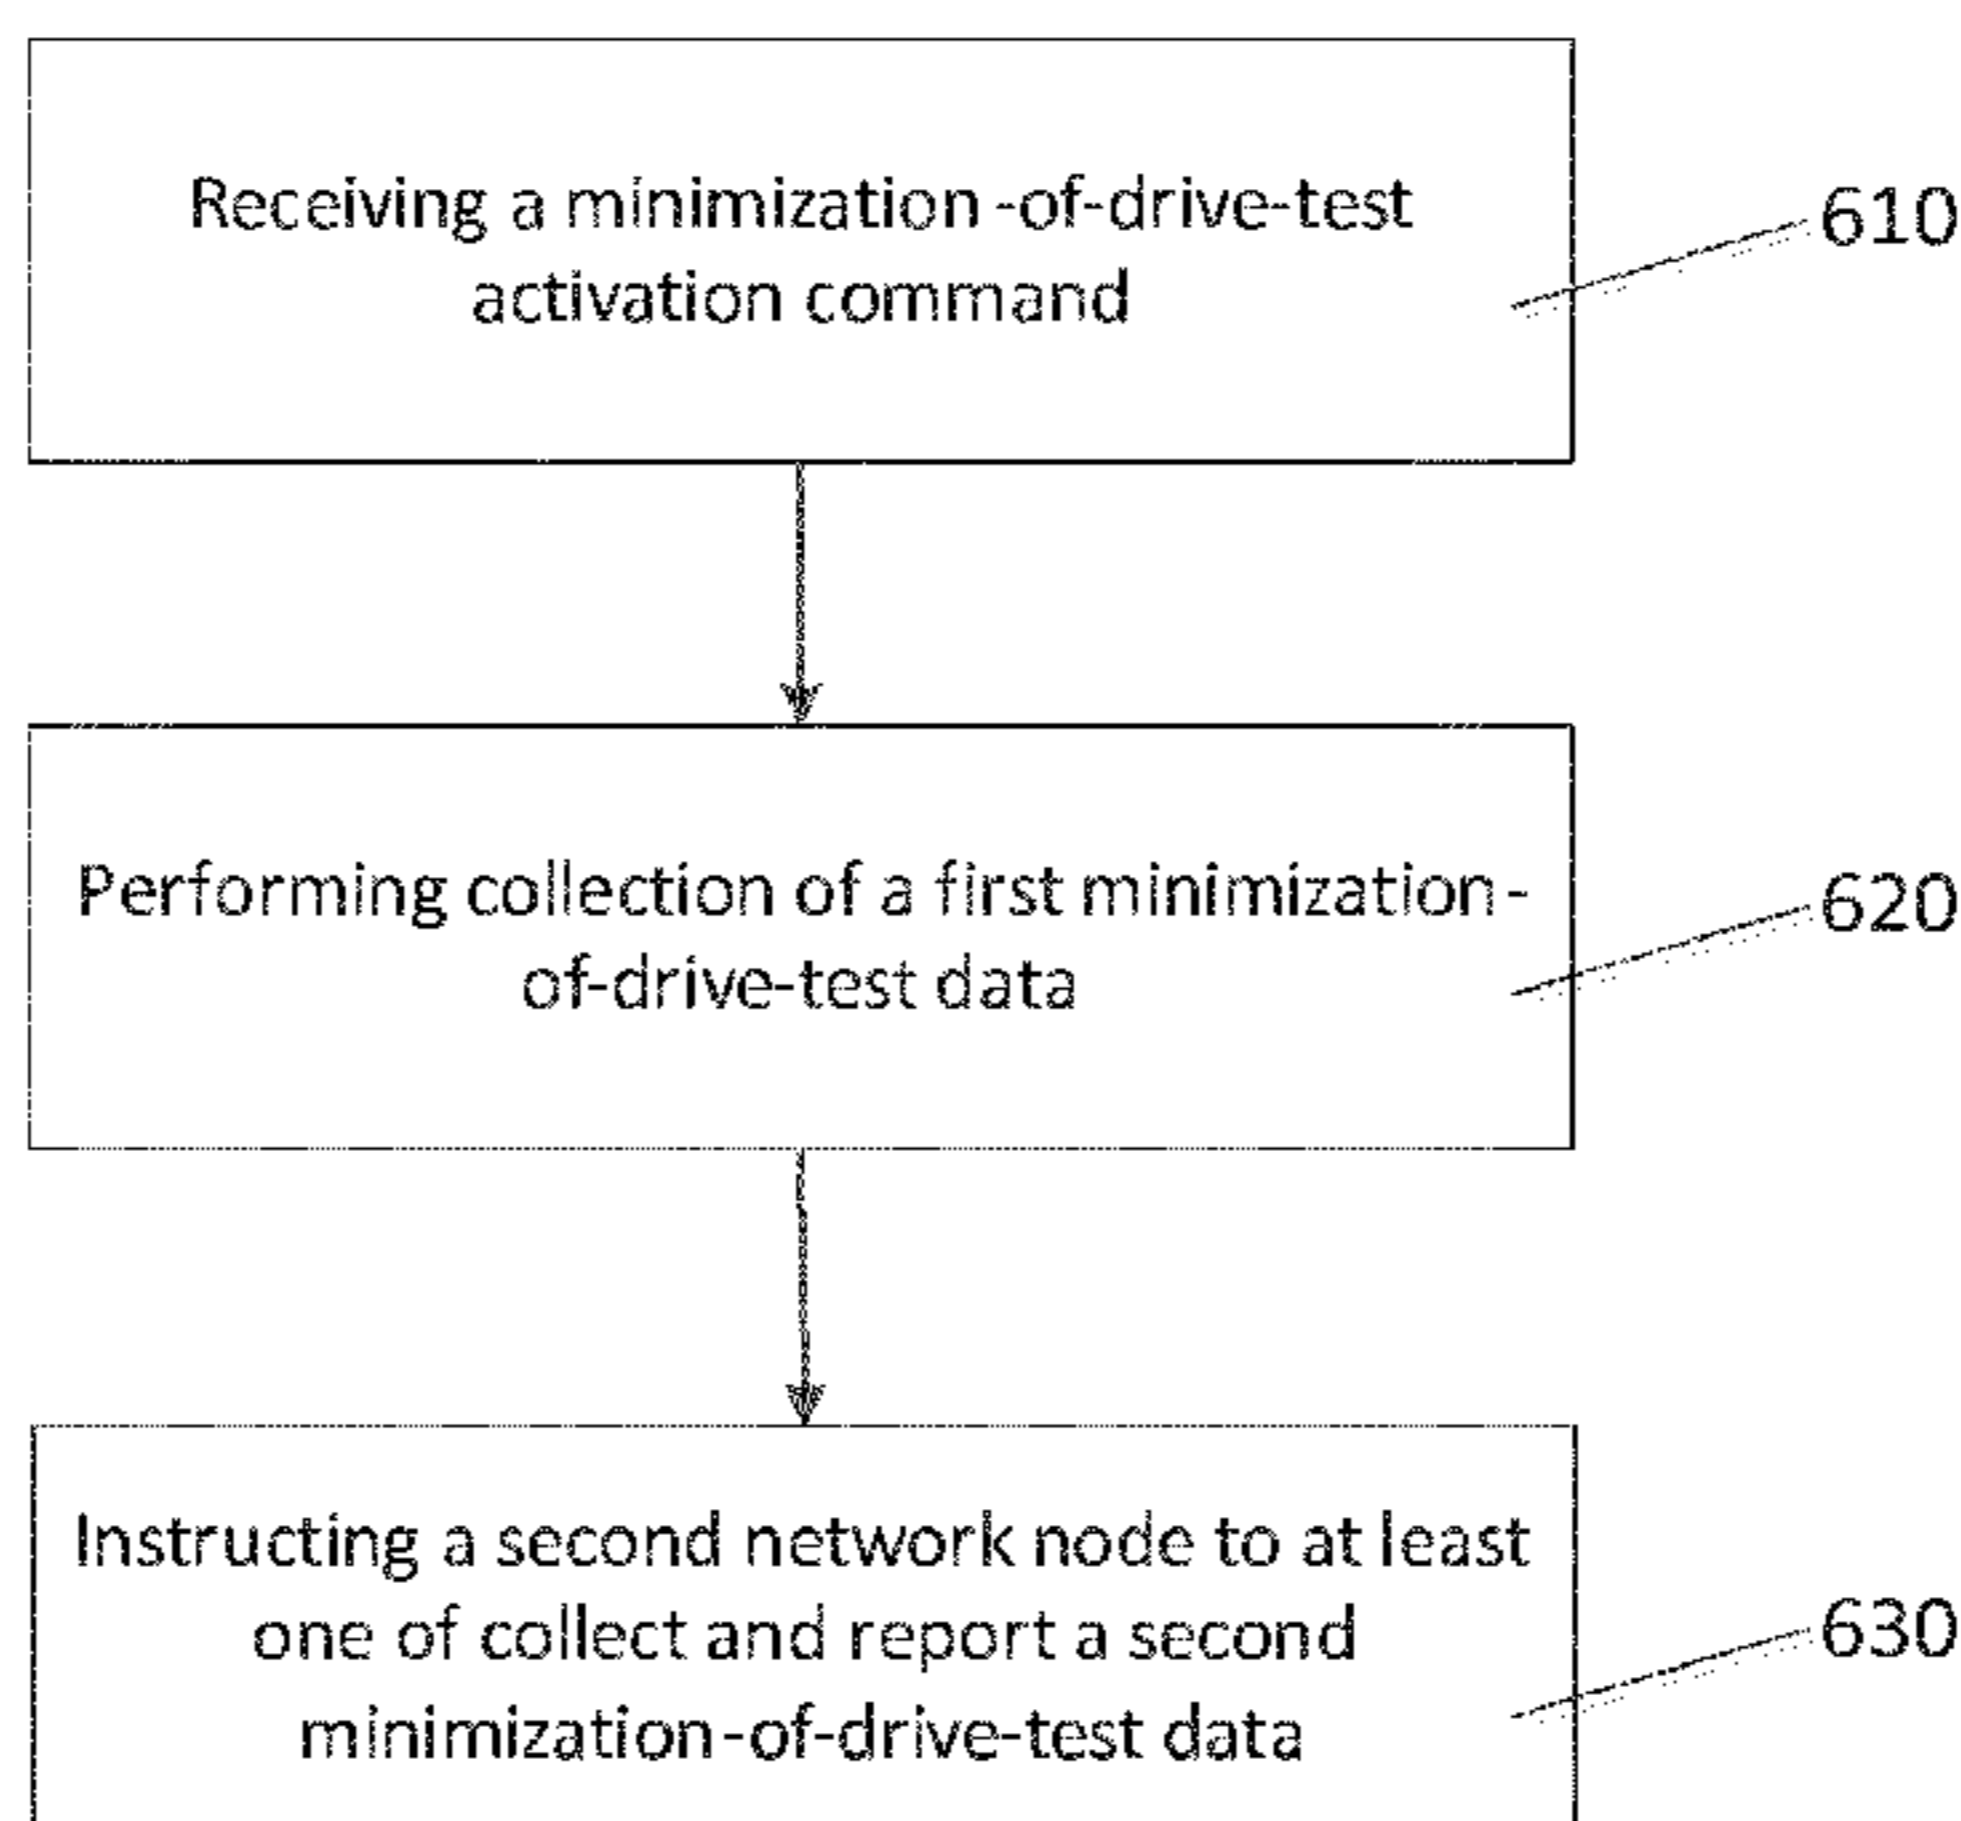 Receiving a minimization -of-drive-test
activation command
610
Performing collection of a first minimization -
of-drive-test data
620
Instructing a second network node to at least
one of collect and report a second
minimization-of-drive-test data
630